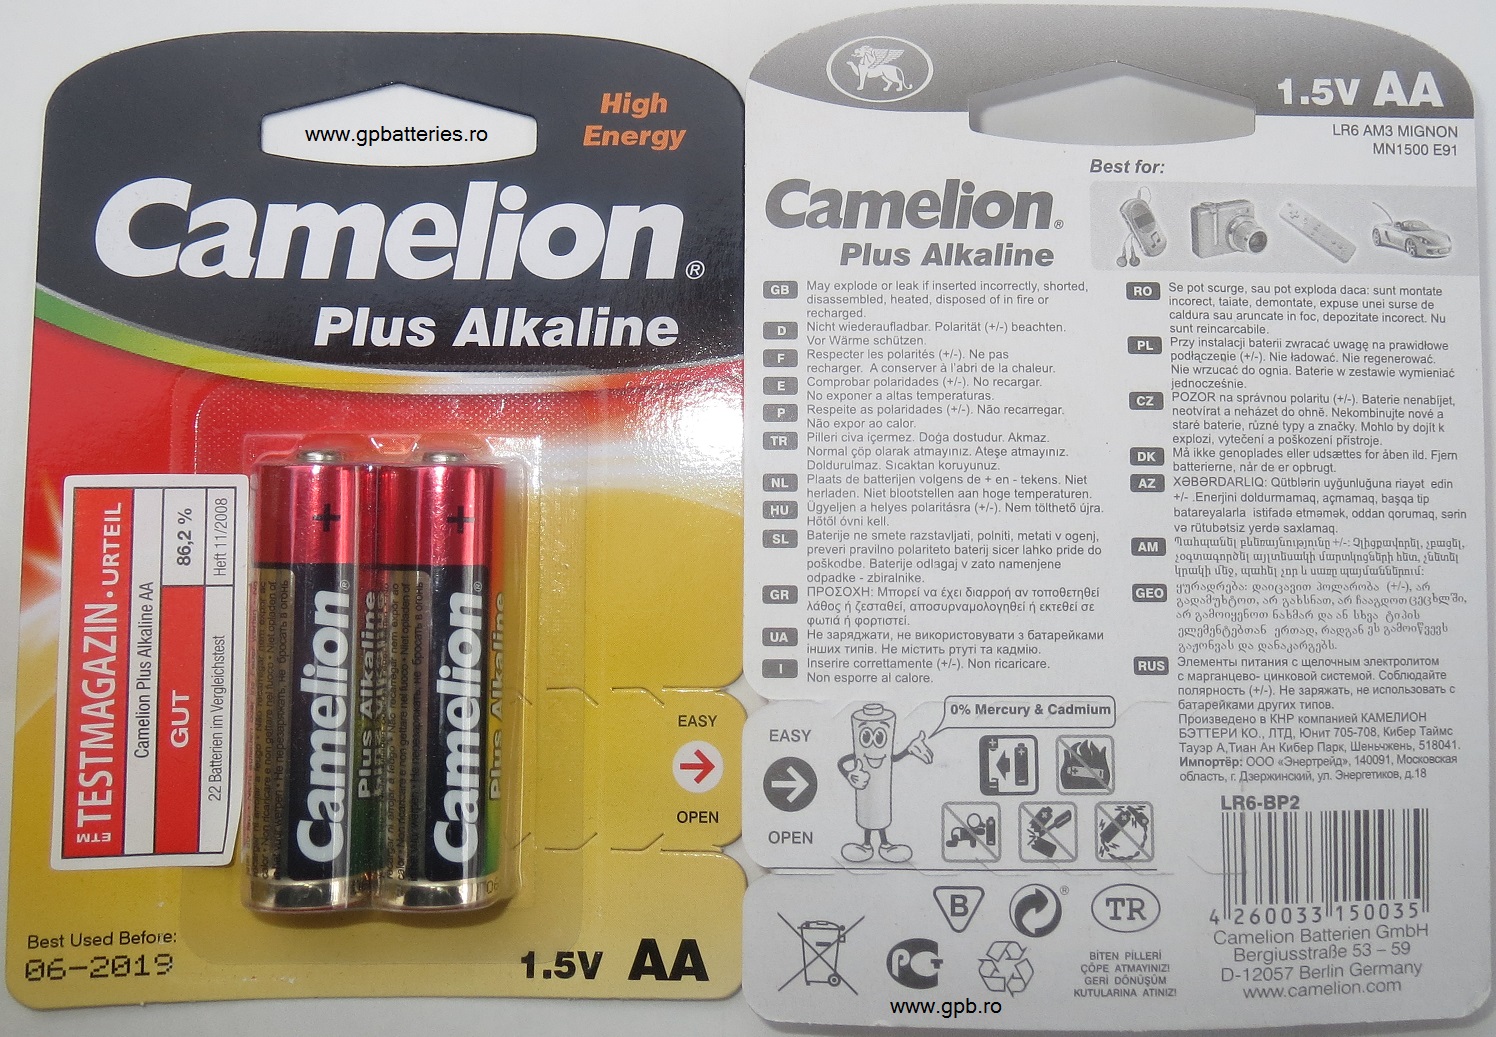 www.gpbatteries.ro
High
Energy
Camelion®
Plus Alkaline
ETM TESTMAGAZIN·URTEIL
Camelion Plus Alkaline AA
GUT
86,2 %
22 Batterien im Vergleichstest
Heft 11/2008
+
+
Camelion®
Plus Alkaline
Camelion
Plus Alkaline
EASY
OPEN
Best Used Before:
06-2019
1.5V AA
1.5V AA
LR6 AM3 MIGNON
MN1500 E91
Best for:
Camelion®
Plus Alkaline
GB May explode or leak if inserted incorrectly, shorted,
disassembled, heated, disposed of in fire or
recharged.
D Nicht wiederaufladbar. Polarität (+/-) beachten.
Vor Wärme schützen.
F Respecter les polarités (+/-). Ne pas
recharger. A conserver à l'abri de la chaleur.
E Comprobar polaridades (+/-). No recargar.
No exponer a altas temperaturas.
P Respeite as polaridades (+/-). Não recarregar.
Não expor ao calor.
TR Pilleri civa içermez. Doğa dostudur. Akmaz.
Normal çöp olarak atmayınız. Ateşe atmayınız.
Doldurulmaz. Sıcaktan koruyunuz.
NL Plaats de batterijen volgens de + en - tekens. Niet
herladen. Niet blootstellen aan hoge temperaturen.
HU Ügyeljen a helyes polaritásra (+/-). Nem tölthető újra.
Hőtől óvni kell.
SL Baterije ne smete razstavljati, polniti, metati v ogenj,
preveri pravilno polariteto baterij sicer lahko pride do
poškodbe. Baterije odlagaj v zato namenjene
odpadke - zbiralnike.
GR ΠΡΟΣΟΧΗ: Μπορεί να έχει διαρροή αν τοποθετηθεί
λάθος ή ζεσταθεί, αποσυναρμολογηθεί ή εκτεθεί σε
φωτιά ή φορτιστεί.
UA Не заряджати, не використовувати з батарейками
інших типів. Не містить ртуті та кадмію.
I Inserire correttamente (+/-). Non ricaricare.
Non esporre al calore.
RO Se pot scurge, sau pot exploda daca: sunt montate
incorect, taiate, demontate, expuse unei surse de
caldura sau aruncate in foc, depozitate incorect. Nu
sunt reincarcabile.
PL Przy instalacji baterii zwracać uwagę na prawidłowe
podłączenie (+/-). Nie ładować. Nie regenerować.
Nie wrzucać do ognia. Baterie w zestawie wymieniać
jednocześnie.
CZ POZOR na správnou polaritu (+/-). Baterie nenabíjet,
neotvírat a neházet do ohně. Nekombinujte nové a
staré baterie, různé typy a značky. Mohlo by dojít k
explozi, vytečení a poškození přístroje.
DK Må ikke genoplades eller udsættes for åben ild. Fjern
batterierne, når de er opbrugt.
AZ XƏBƏRDARLIQ: Qütblərin uyğunluğuna riayət edin
+/- .Enerjini doldurmamaq, açmamaq, başqa tip
batareyalarla istifadə etməmək, oddan qorumaq, sərin
və rütubətsiz yerdə saxlamaq.
AM
GEO
RUS Элементы питания с щелочным электролитом
с марганцево- цинковой системой. Соблюдайте
полярность (+/-). Не заряжать, не использовать с
батарейками других типов.
Произведено в КНР компанией КАМЕЛИОН
БЭТТЕРИ КО., ЛТД, Юнит 705-708, Кибер Таймс
Тауэр А,Тиан Ан Кибер Парк, Шеньчжень, 518041.
Импортёр: ООО «Энертрейд», 140091, Московская
область, г. Дзержинский, ул. Энергетиков, д.18
EASY
OPEN
0% Mercury & Cadmium
LR6-BP2
4 260033 150035
B
TR
BİTEN PİLLERİ
ÇÖPE ATMAYINIZ!
GERİ DÖNÜŞÜM
KUTULARINA ATINIZ!
Camelion Batterien GmbH
Bergiusstraße 53 – 59
D-12057 Berlin Germany
www.camelion.com
www.gpb.ro